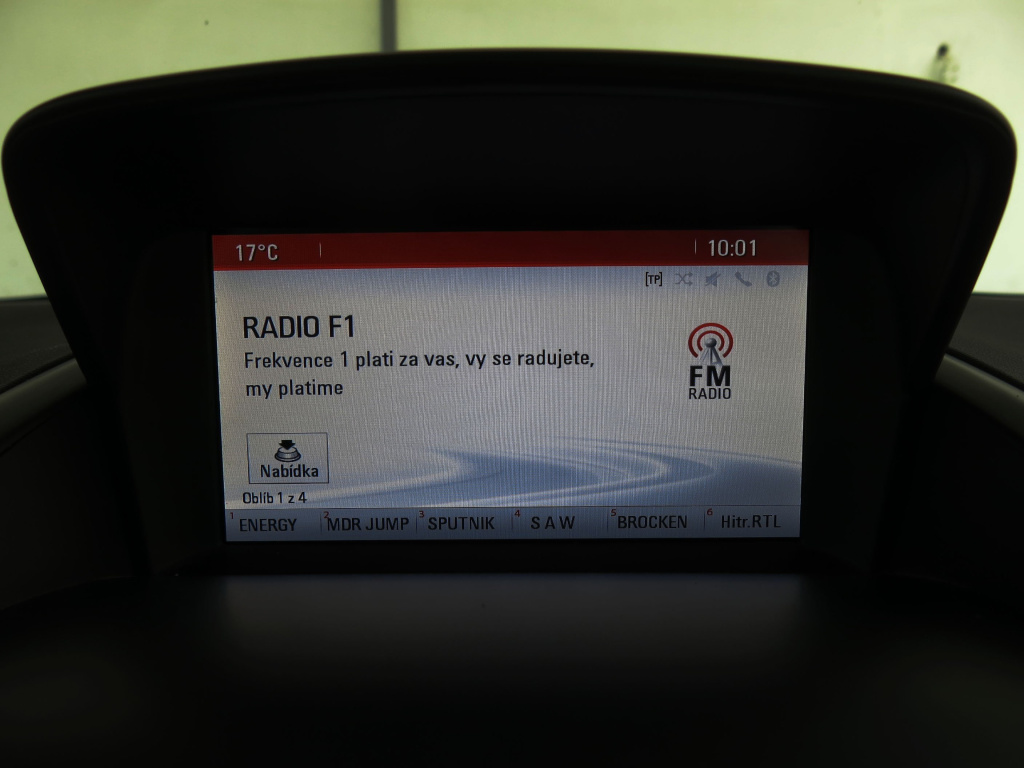 17°C
10:01
[TP]
RADIO F1
Frekvence 1 plati za vas, vy se radujete,
my platime
FM
RADIO
Nabídka
Oblíb 1 z 4
1 ENERGY 2 MDR JUMP 3 SPUTNIK 4 S A W 5 BROCKEN 6 Hitr.RTL